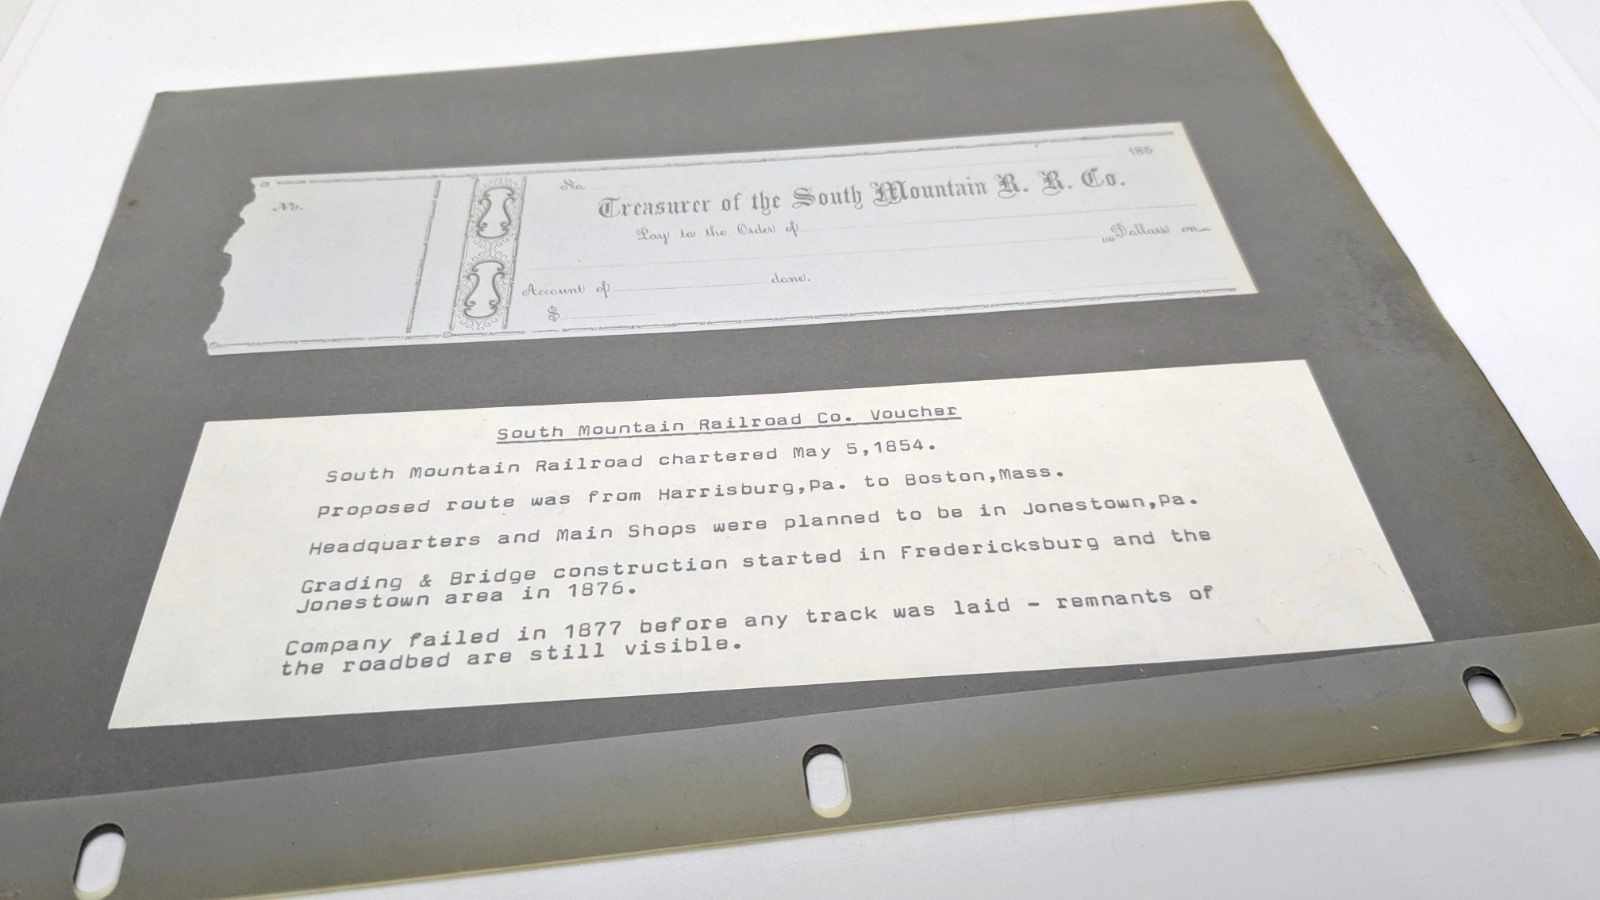 No.
No.
185
Treasurer of the South Mountain R. R. Co.
Pay to the Order of
100 Dollars on
Account of done.
$
South Mountain Railroad Co. Voucher
South Mountain Railroad chartered May 5,1854.
Proposed route was from Harrisburg,Pa. to Boston,Mass.
Headquarters and Main Shops were planned to be in Jonestown,Pa.
Grading & Bridge construction started in Fredericksburg and the
Jonestown area in 1876.
Company failed in 1877 before any track was laid - remnants of
the roadbed are still visible.